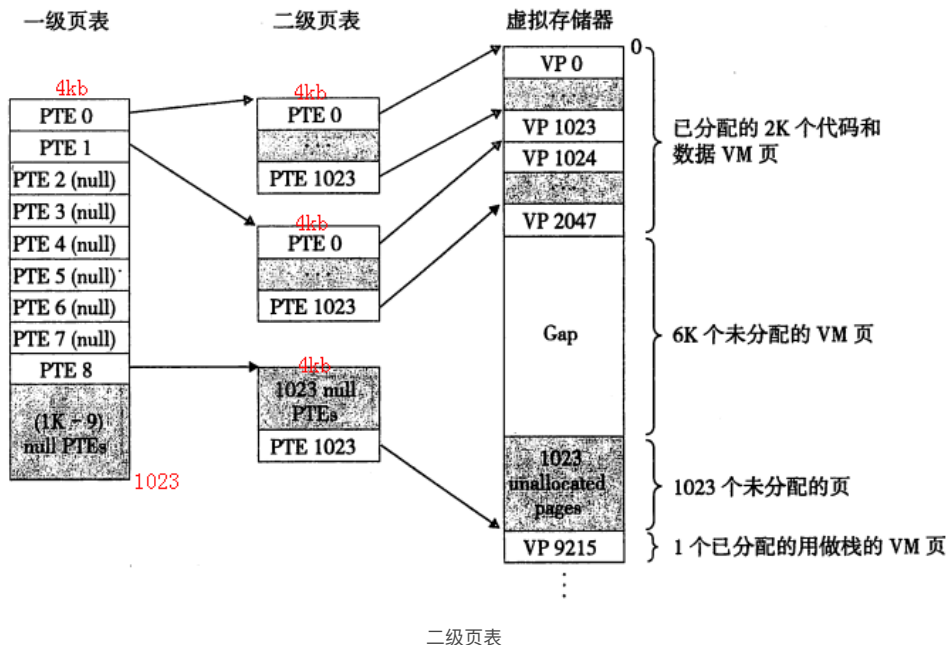 一级页表
二级页表
虚拟存储器
4kb
PTE 0
PTE 1
PTE 2 (null)
PTE 3 (null)
PTE 4 (null)
PTE 5 (null)
PTE 6 (null)
PTE 7 (null)
PTE 8
(1K - 9)
null PTEs
1023
4kb
PTE 0
...
PTE 1023
4kb
PTE 0
...
PTE 1023
4kb
1023 null
PTEs
PTE 1023
0
VP 0
...
VP 1023
VP 1024
...
VP 2047
Gap
1023
unallocated
pages
VP 9215
⋮
已分配的 2K 个代码和
数据 VM 页
6K 个未分配的 VM 页
1023 个未分配的页
1 个已分配的用做栈的 VM 页
二级页表